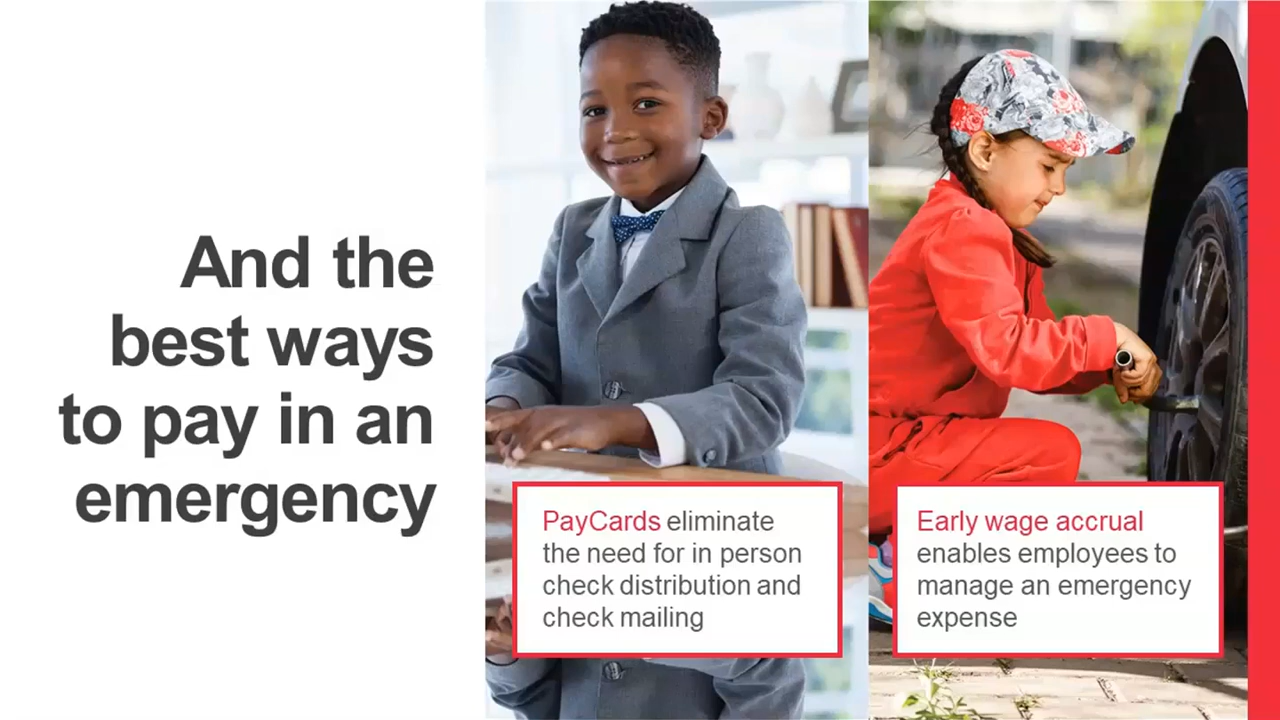 And the
best ways
to pay in an
emergency
PayCards eliminate
the need for in person
check distribution and
check mailing
Early wage accrual
enables employees to
manage an emergency
expense